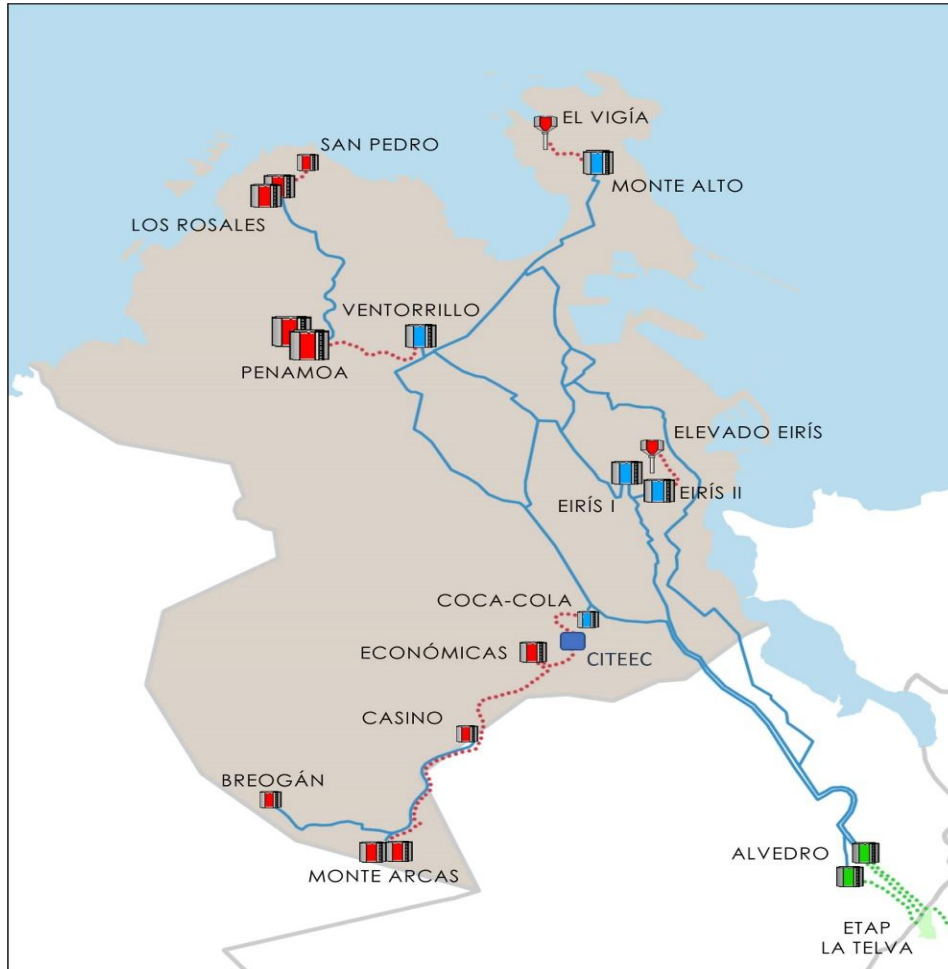 EL VIGÍA
SAN PEDRO
MONTE ALTO
LOS ROSALES
VENTORRILLO
PENAMOA
ELEVADO EIRÍS
EIRÍS I
EIRÍS II
COCA-COLA
ECONÓMICAS
CITEEC
CASINO
BREOGÁN
ALVEDRO
MONTE ARCAS
ETAP
LA TELVA